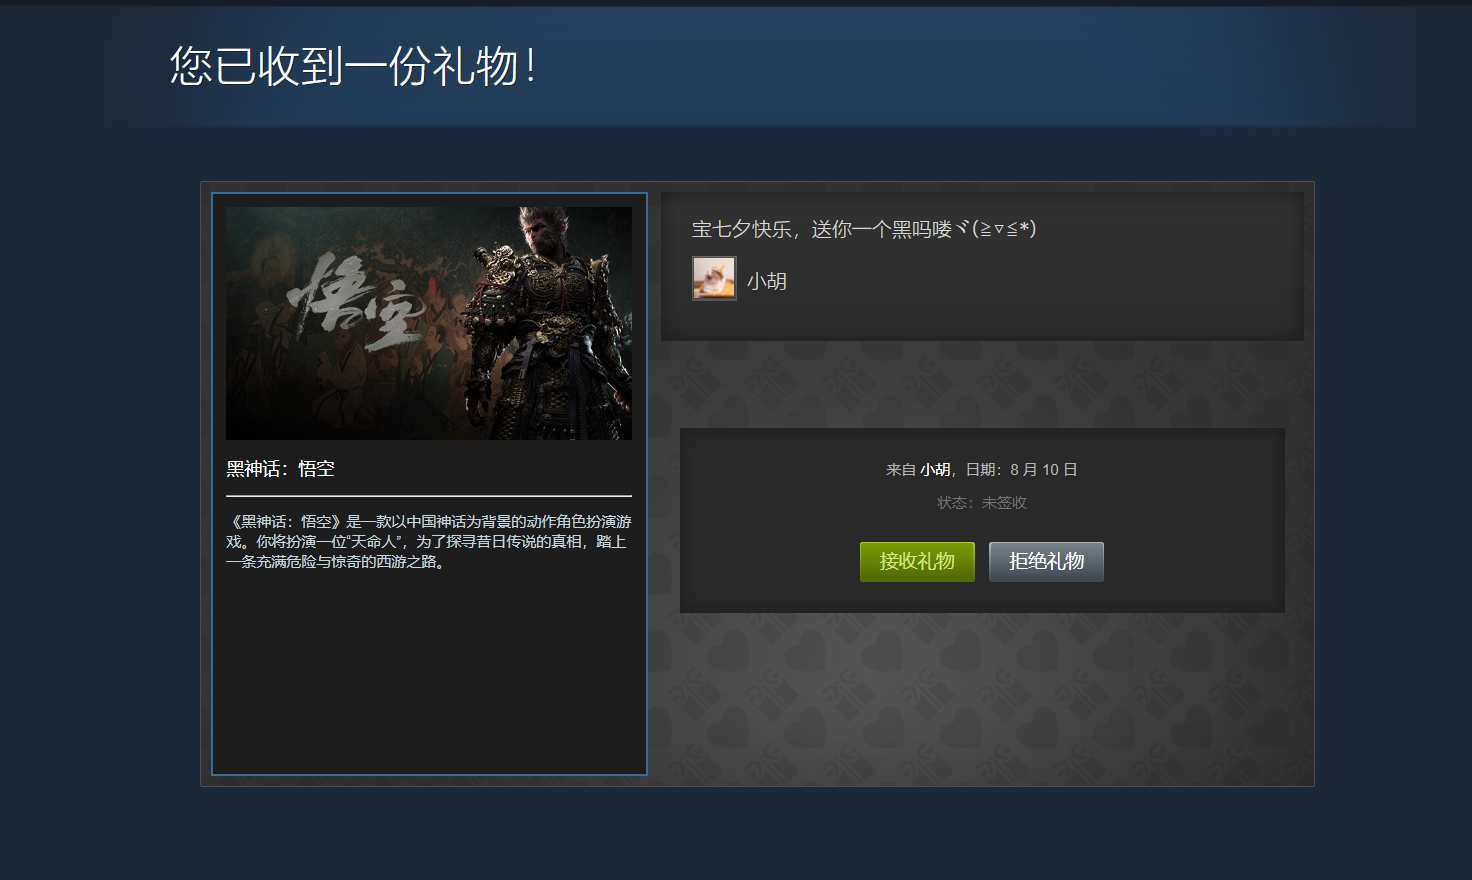 您已收到一份礼物！
悟空
黑神话：悟空
《黑神话：悟空》是一款以中国神话为背景的动作角色扮演游
戏。你将扮演一位“天命人”，为了探寻昔日传说的真相，踏上
一条充满危险与惊奇的西游之路。
宝七夕快乐，送你一个黑吗喽ヾ(≧▽≦*)
小胡
来自 小胡，日期：8 月 10 日
状态：未签收
接收礼物
拒绝礼物